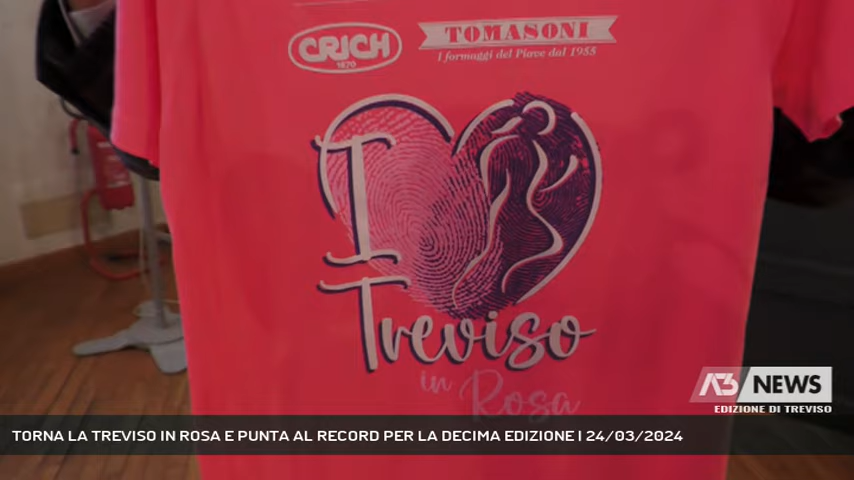 CRICH
1870
TOMASONI
I formaggi del Piave dal 1955
I
Treviso
in Rosa
A3 NEWS
EDIZIONE DI TREVISO
TORNA LA TREVISO IN ROSA E PUNTA AL RECORD PER LA DECIMA EDIZIONE | 24/03/2024